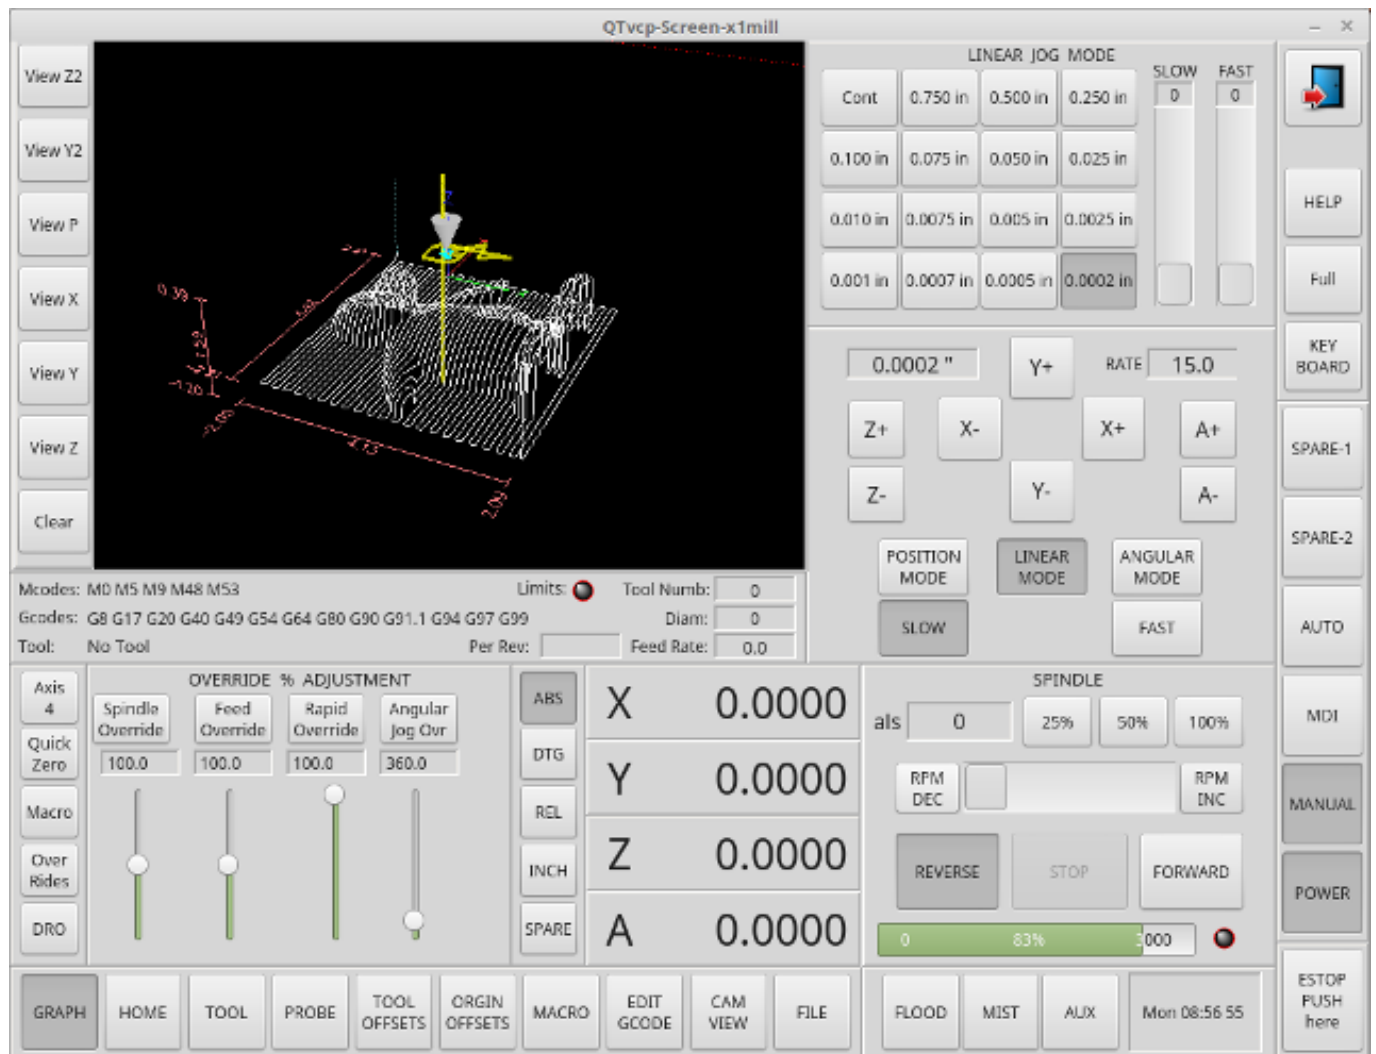 QTvcp-Screen-x1mill
View Z2
View Y2
View P
View X
View Y
View Z
Clear
4.13
2.09
LINEAR JOG MODE
SLOW FAST
0 0
Cont 0.750 in 0.500 in 0.250 in
0.100 in 0.075 in 0.050 in 0.025 in
0.010 in 0.0075 in 0.005 in 0.0025 in
0.001 in 0.0007 in 0.0005 in 0.0002 in
0.0002 "
Y+
RATE 15.0
Z+ X- X+ A+
Z- Y- A-
POSITION MODE
LINEAR MODE
ANGULAR MODE
SLOW FAST
HELP
Full
KEY BOARD
SPARE-1
SPARE-2
AUTO
MDI
MANUAL
POWER
ESTOP PUSH here
Mcodes: M0 M5 M9 M48 M53
Limits:
Tool Numb: 0
Gcodes: G8 G17 G20 G40 G49 G54 G64 G80 G90 G91.1 G94 G97 G99
Diam: 0
Tool: No Tool
Per Rev:
Feed Rate: 0.0
Axis 4
Quick Zero
Macro
Over Rides
DRO
OVERRIDE % ADJUSTMENT
Spindle Override
Feed Override
Rapid Override
Angular Jog Ovr
100.0 100.0 100.0 360.0
ABS
DTG
REL
INCH
SPARE
X 0.0000
Y 0.0000
Z 0.0000
A 0.0000
SPINDLE
als 0 25% 50% 100%
RPM DEC
RPM INC
REVERSE STOP FORWARD
0 83% 3000
GRAPH
HOME
TOOL
PROBE
TOOL OFFSETS
ORGIN OFFSETS
MACRO
EDIT GCODE
CAM VIEW
FILE
FLOOD
MIST
AUX
Mon 08:56 55